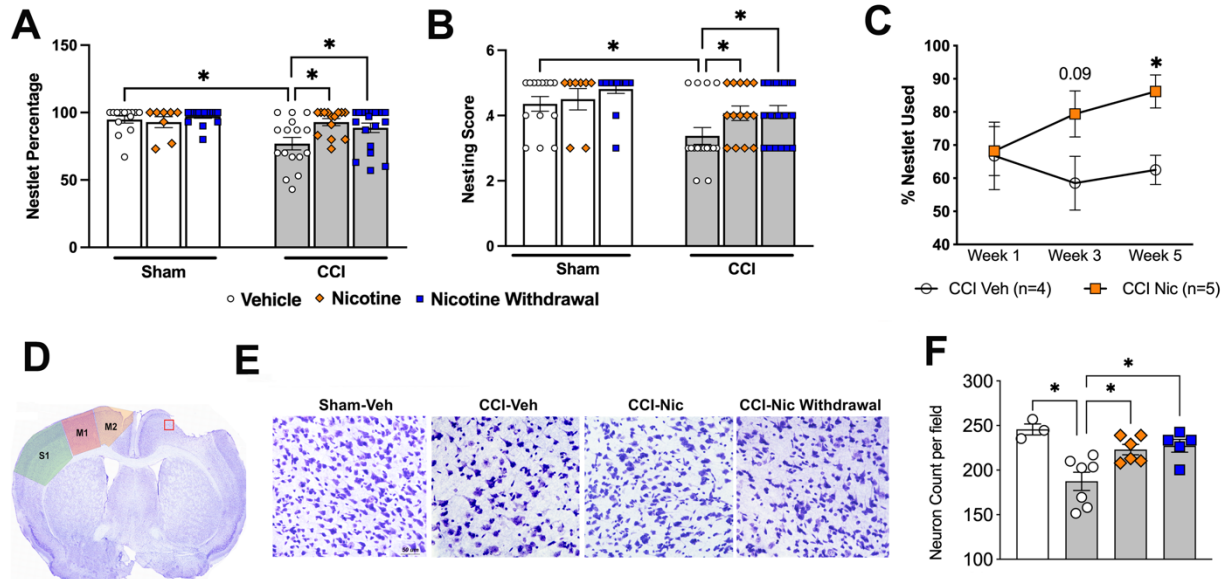 A
Nestlet Percentage
150
100
50
0
*
*
*
Sham
CCI
B
Nesting Score
6
4
2
0
*
*
*
Sham
CCI
Vehicle Nicotine Nicotine Withdrawal
C
% Nestlet Used
100
90
80
70
60
50
40
0.09
*
Week 1 Week 3 Week 5
CCI Veh (n=4) CCI Nic (n=5)
D
S1
M1
M2
E
Sham-Veh
CCI-Veh
CCI-Nic
CCI-Nic Withdrawal
F
Neuron Count per field
300
250
200
150
100
*
*
*